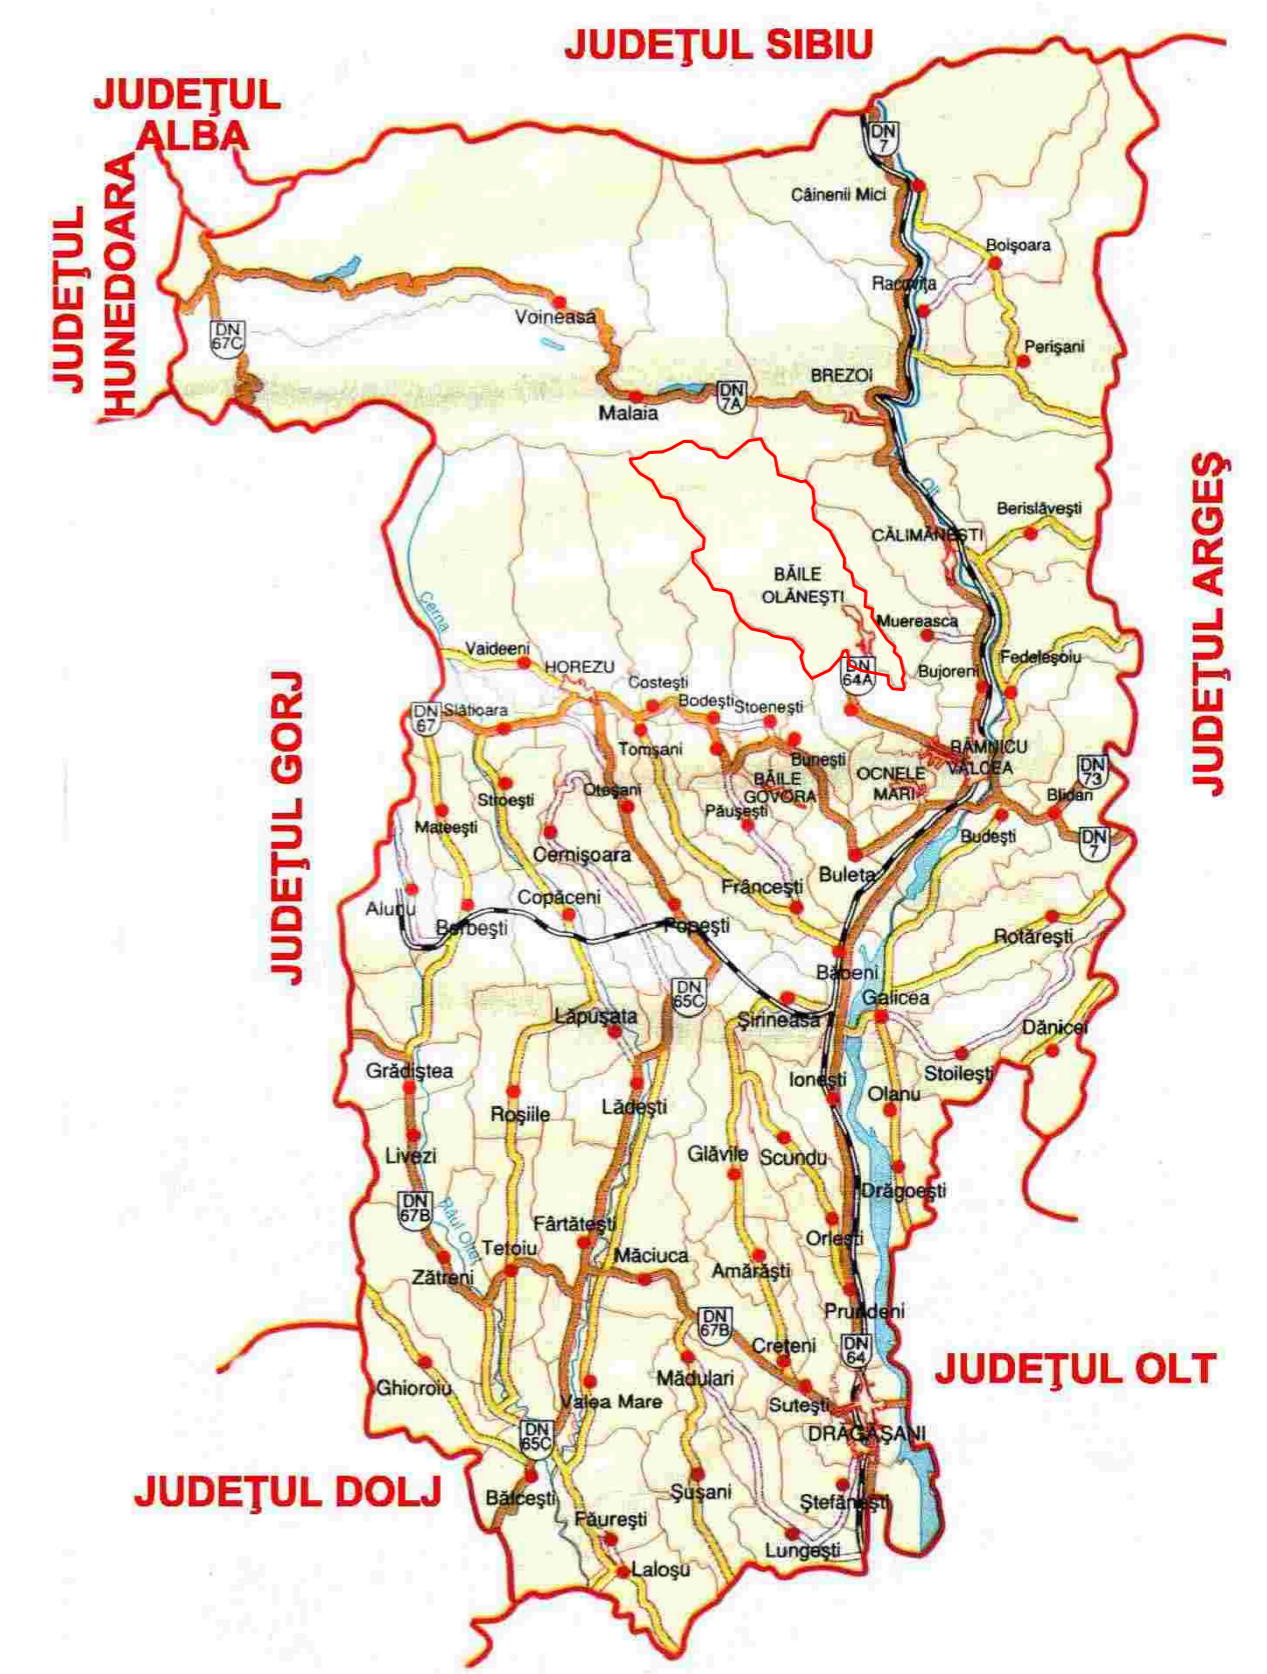 JUDEŢUL SIBIU
JUDEŢUL
ALBA
JUDEŢUL
HUNEDOARA
DN
7
Câinenii Mici
Boişoara
Racoviţa
Voineasa
DN
67C
Perişani
BREZOI
DN
7A
Malaia
JUDEŢUL ARGEŞ
Olt
Berislăveşti
CĂLIMĂNEŞTI
BĂILE
OLĂNEŞTI
Cerna
Muereasca
Vaideeni
HOREZU
Fedeleşoiu
DN
64A
Bujoreni
Costeşti
JUDEŢUL GORJ
DN
67
Slătioara
Bodeşti
Stoeneşti
Tomşani
RÂMNICU
VÂLCEA
Buneşti
BĂILE
GOVORA
OCNELE
MARI
DN
73
Stroeşti
Oteşani
Blidari
Păuşeşti
Mateeşti
Budeşti
DN
7
Cernişoara
Buleta
Frânceşti
Copăceni
Alunu
Berbeşti
Popeşti
Rotăreşti
Băbeni
DN
65C
Galicea
Lăpuşata
Şirineasa
Dănicei
Grădiştea
Ioneşti
Stoileşti
Olanu
Roşiile
Lădeşti
Livezi
Glăvile
Scundu
Drăgoeşti
DN
67B
Râul Olteţ
Fârtăteşti
Orleşti
Tetoiu
Măciuca
Zătreni
Amărăşti
Prundeni
DN
67B
Creţeni
DN
64
JUDEŢUL OLT
Ghioroiu
Mădulari
Valea Mare
Suteşti
DN
65C
DRĂGĂŞANI
JUDEŢUL DOLJ
Bălceşti
Şuşani
Ştefăneşti
Făureşti
Lungeşti
Laloşu